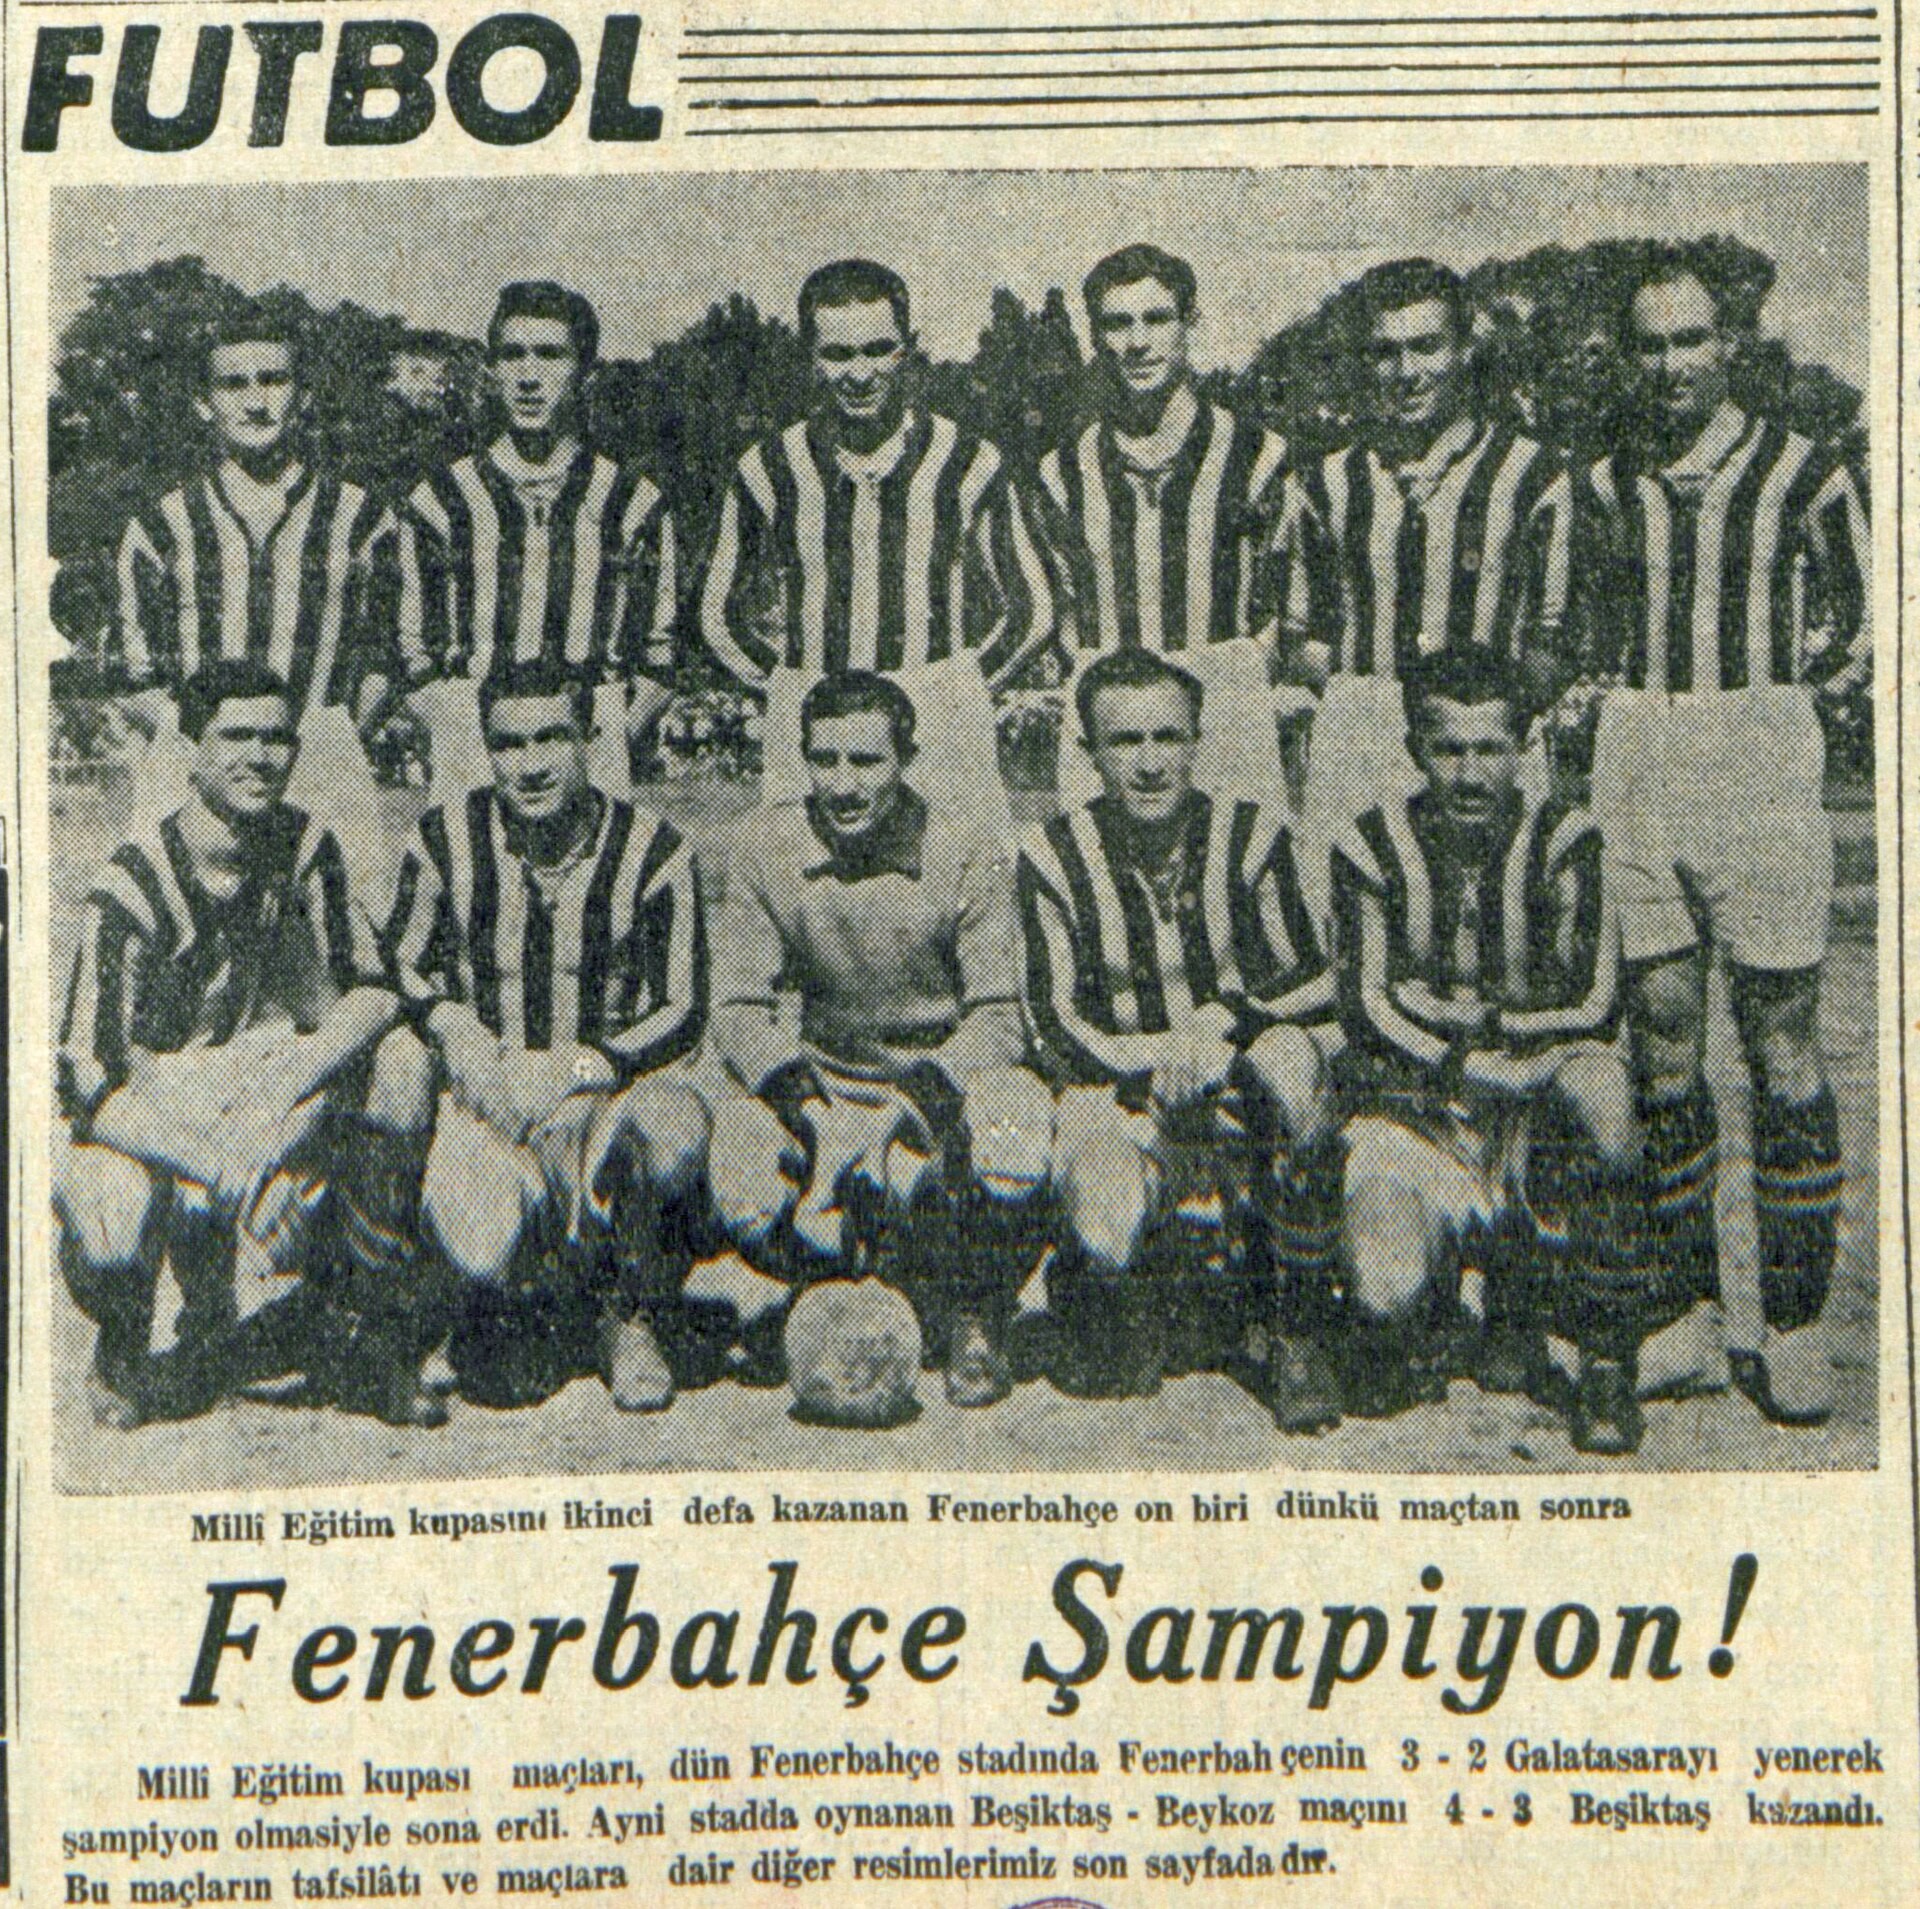 FUTBOL
Millî Eğitim kupasını ikinci defa kazanan Fenerbahçe on biri dünkü maçtan sonra
Fenerbahçe Şampiyon!
Millî Eğitim kupası maçları, dün Fenerbahçe stadında Fenerbahçenin 3 - 2 Galatasarayı yenerek
şampiyon olmasiyle sona erdi. Ayni stadda oynanan Beşiktaş - Beykoz maçını 4 - 3 Beşiktaş kazandı.
Bu maçların tafsilâtı ve maçlara dair diğer resimlerimiz son sayfadadır.